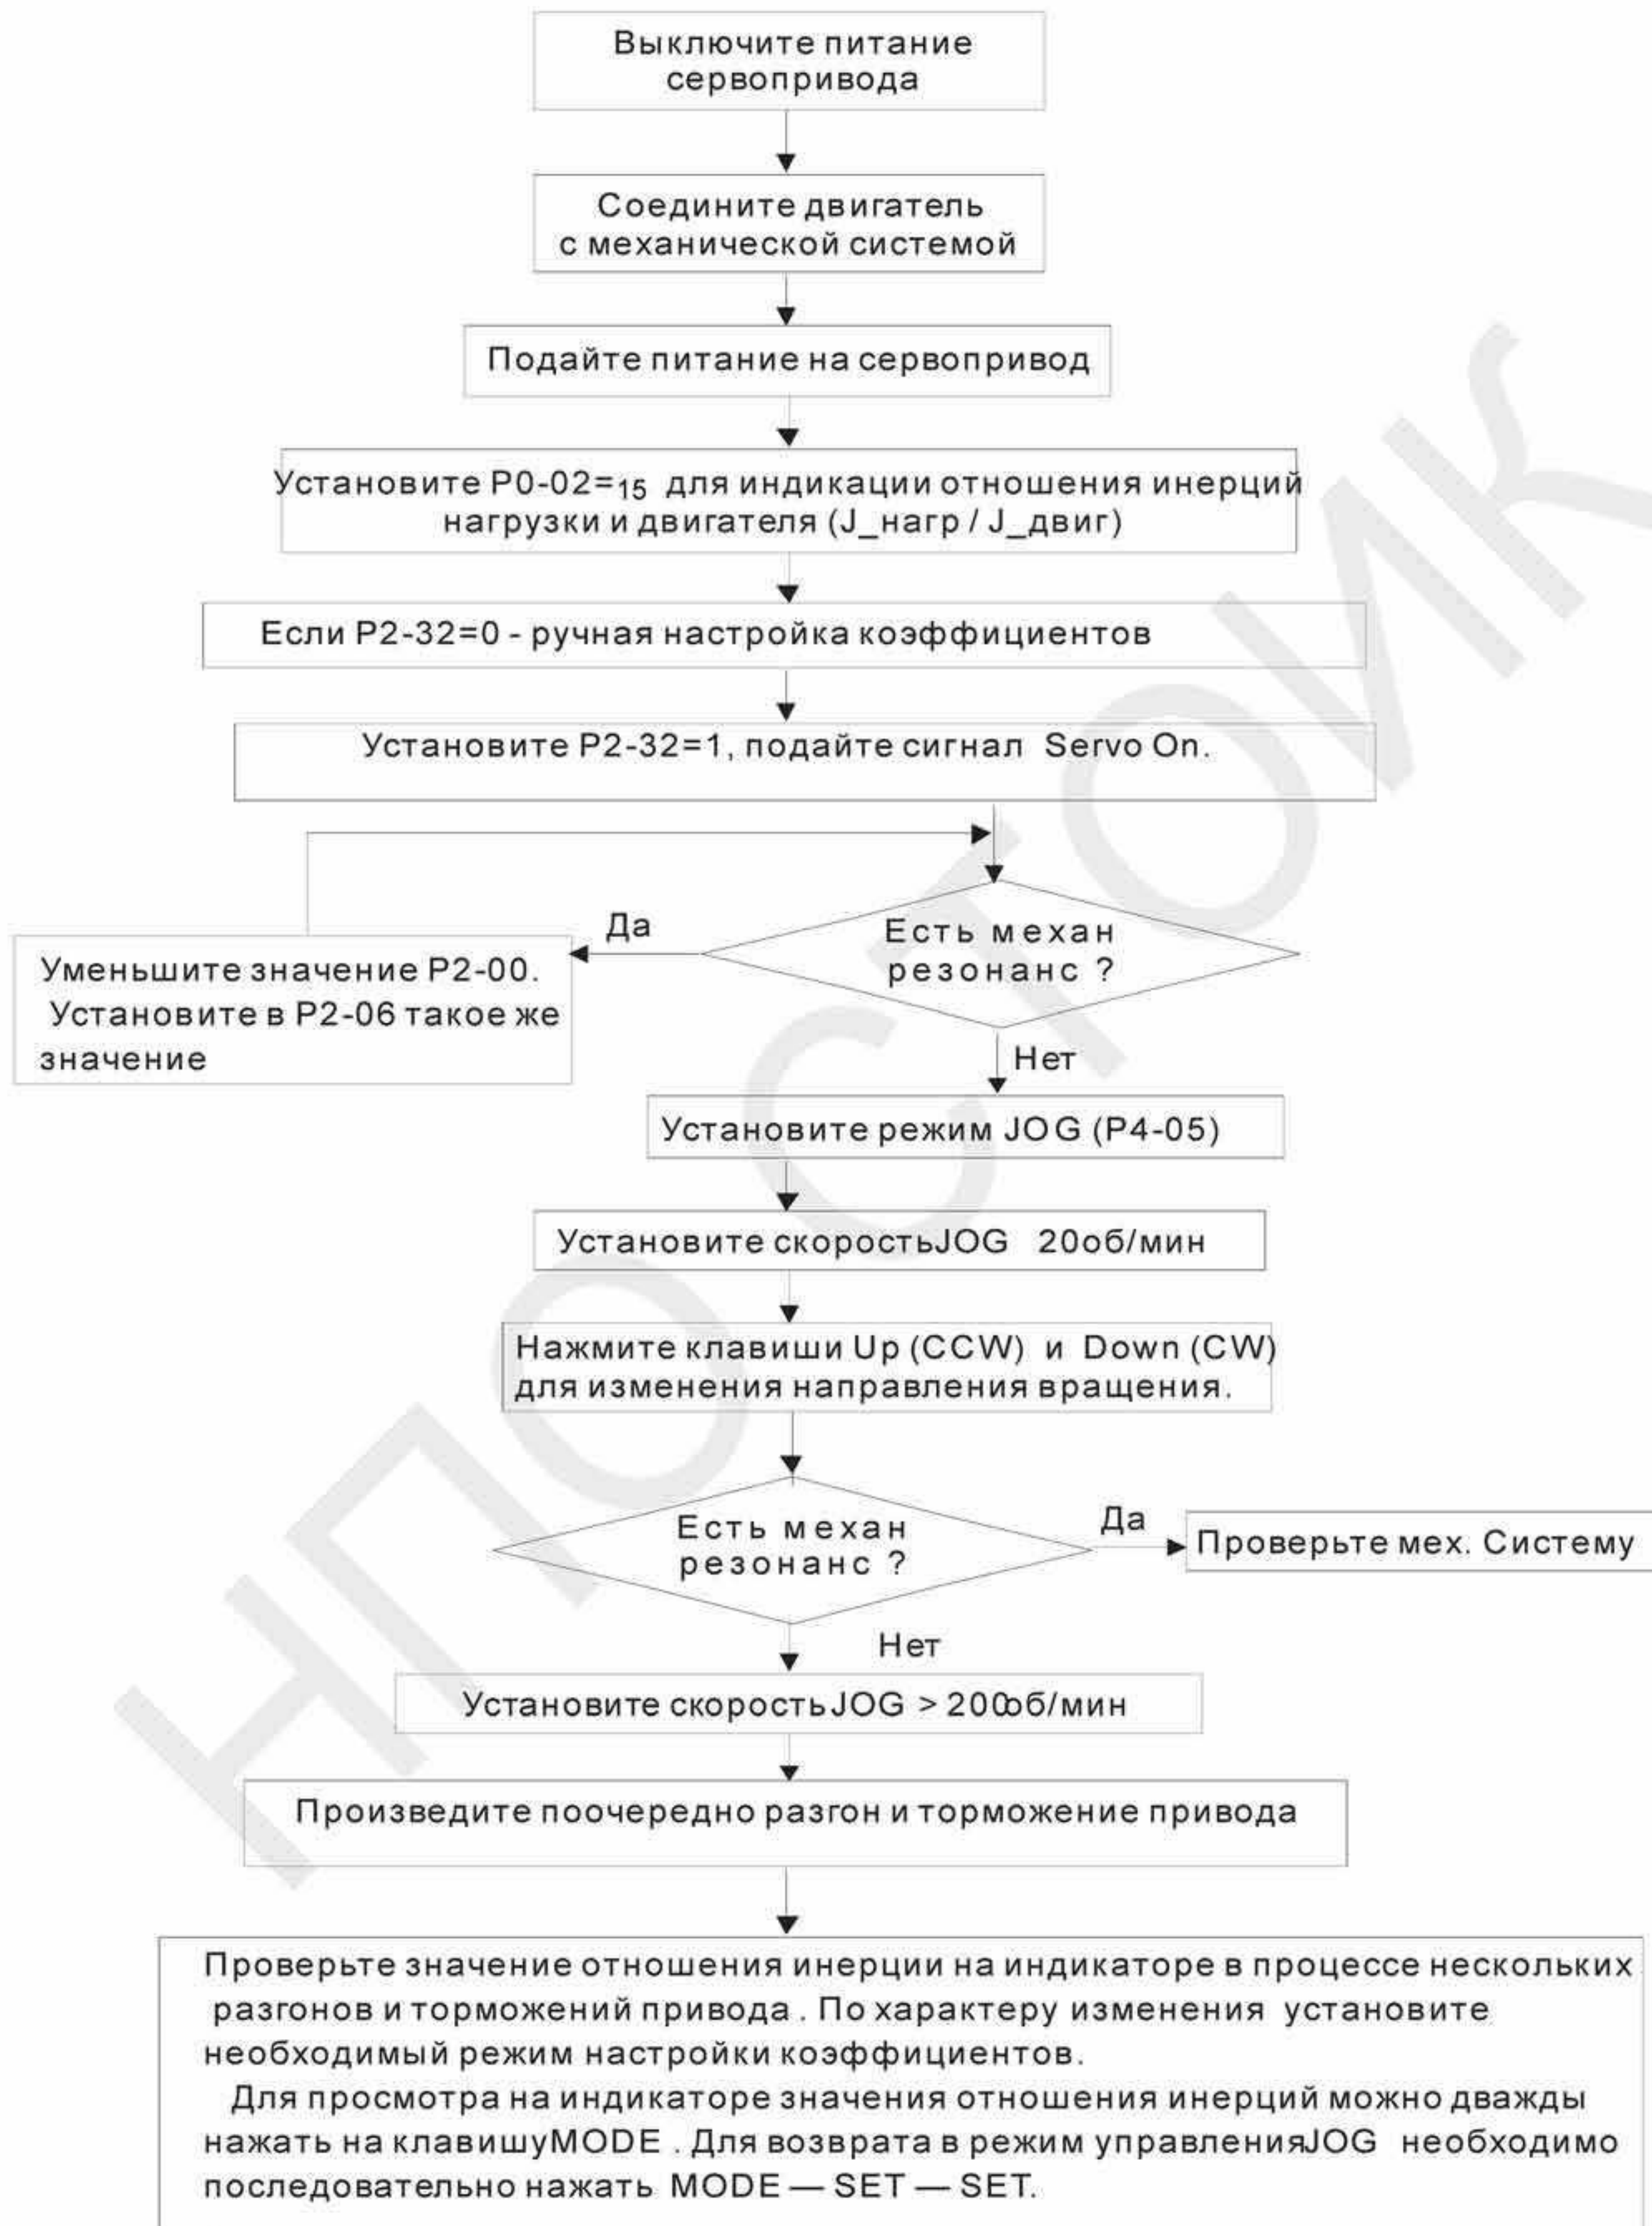 Выключите питание
сервопривода
Соедините двигатель
с механической системой
Подайте питание на сервопривод
Установите P0-02=15 для индикации отношения инерций
нагрузки и двигателя (J_нагр / J_двиг)
Если P2-32=0 - ручная настройка коэффициентов
Установите P2-32=1, подайте сигнал Servo On.
Есть механ
резонанс ?
Да
Уменьшите значение P2-00.
Установите в P2-06 такое же
значение
Нет
Установите режим JOG (P4-05)
Установите скорость JOG 20об/мин
Нажмите клавиши Up (CCW) и Down (CW)
для изменения направления вращения.
Есть механ
резонанс ?
Да
Проверьте мех. Систему
Нет
Установите скорость JOG > 200об/мин
Произведите поочередно разгон и торможение привода
Проверьте значение отношения инерции на индикаторе в процессе нескольких
разгонов и торможений привода . По характеру изменения установите
необходимый режим настройки коэффициентов.
Для просмотра на индикаторе значения отношения инерций можно дважды
нажать на клавишу MODE . Для возврата в режим управления JOG необходимо
последовательно нажать MODE — SET — SET.
НПО СТОИК